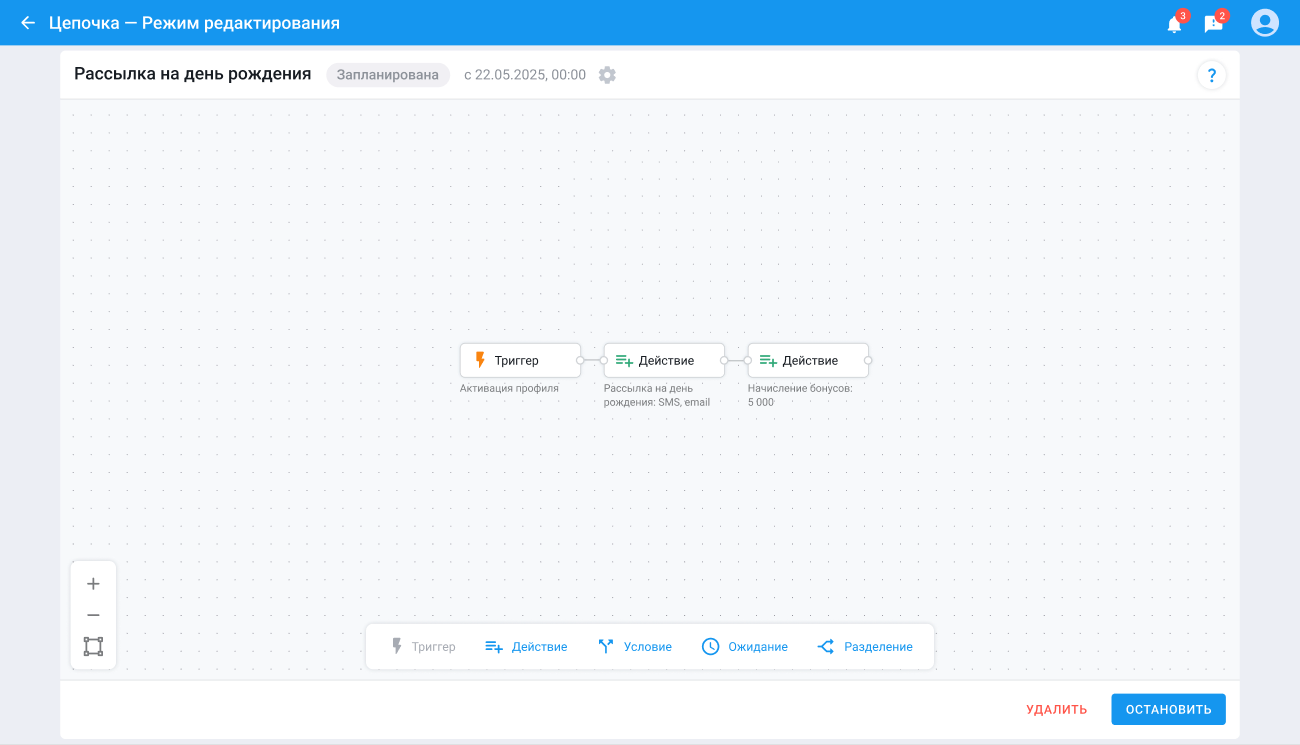 Цепочка — Режим редактирования
3
2
Рассылка на день рождения
Запланирована
с 22.05.2025, 00:00
?
Триггер
Действие
Действие
Активация профиля
Рассылка на день
рождения: SMS, email
Начисление бонусов:
5 000
Триггер
Действие
Условие
Ожидание
Разделение
УДАЛИТЬ
ОСТАНОВИТЬ